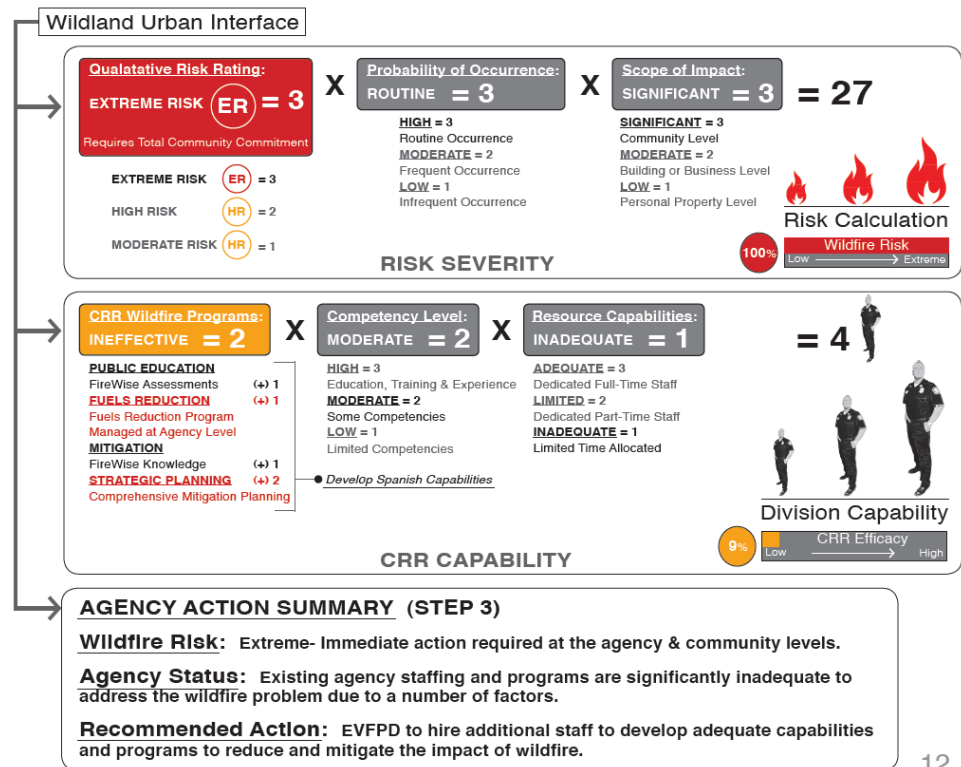 Wildland Urban Interface
Qualatative Risk Rating:
EXTREME RISK ER = 3
Requires Total Community Commitment
X
Probability of Occurrence:
ROUTINE = 3
X
Scope of Impact:
SIGNIFICANT = 3
= 27
EXTREME RISK ER = 3
HIGH RISK HR = 2
MODERATE RISK HR = 1
HIGH = 3
Routine Occurrence
MODERATE = 2
Frequent Occurrence
LOW = 1
Infrequent Occurrence
SIGNIFICANT = 3
Community Level
MODERATE = 2
Building or Business Level
LOW = 1
Personal Property Level
Risk Calculation
100%
Wildfire Risk
Low Extreme
RISK SEVERITY
CRR Wildfire Programs:
INEFFECTIVE = 2
X
Competency Level:
MODERATE = 2
X
Resource Capabilities:
INADEQUATE = 1
= 4
PUBLIC EDUCATION
FireWise Assessments (+) 1
FUELS REDUCTION (+) 1
Fuels Reduction Program
Managed at Agency Level
MITIGATION
FireWise Knowledge (+) 1
STRATEGIC PLANNING (+) 2
Comprehensive Mitigation Planning
HIGH = 3
Education, Training & Experience
MODERATE = 2
Some Competencies
LOW = 1
Limited Competencies
Develop Spanish Capabilities
ADEQUATE = 3
Dedicated Full-Time Staff
LIMITED = 2
Dedicated Part-Time Staff
INADEQUATE = 1
Limited Time Allocated
Division Capability
9%
CRR Efficacy
Low High
CRR CAPABILITY
AGENCY ACTION SUMMARY (STEP 3)
Wildfire Risk: Extreme- Immediate action required at the agency & community levels.
Agency Status: Existing agency staffing and programs are significantly inadequate to
address the wildfire problem due to a number of factors.
Recommended Action: EVFPD to hire additional staff to develop adequate capabilities
and programs to reduce and mitigate the impact of wildfire.
12